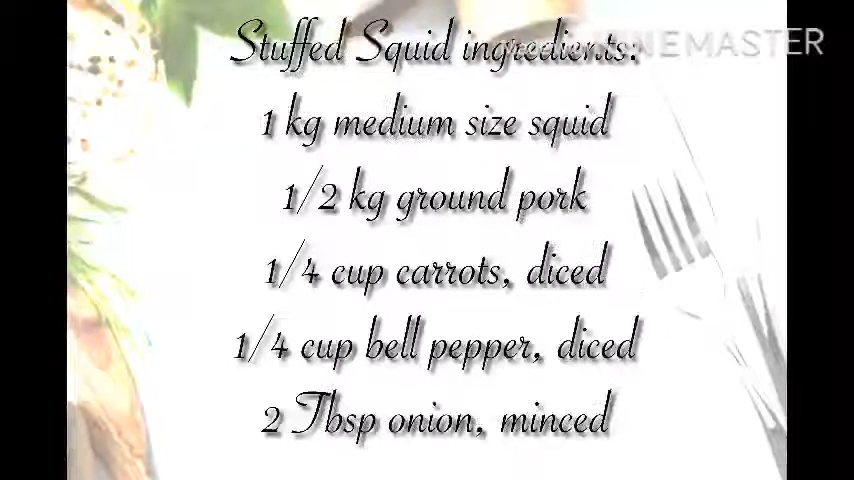 Stuffed Squid ingredients:
1 kg medium size squid
1/2 kg ground pork
1/4 cup carrots, diced
1/4 cup bell pepper, diced
2 Tbsp onion, minced